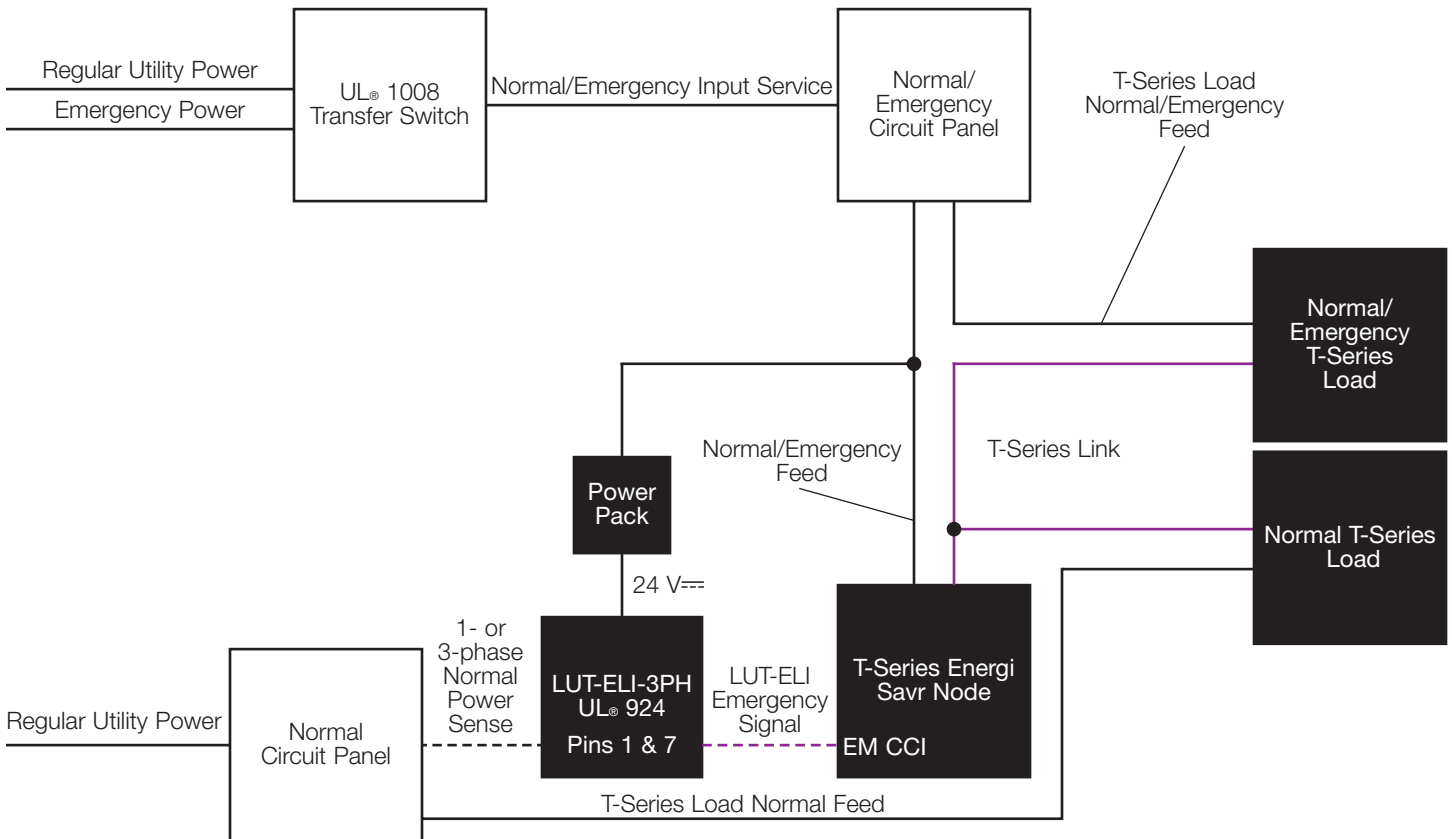 Regular Utility Power
Emergency Power
UL® 1008
Transfer Switch
Normal/Emergency Input Service
Normal/
Emergency
Circuit Panel
T-Series Load
Normal/Emergency
Feed
Normal/
Emergency
T-Series
Load
Normal/Emergency
Feed
T-Series Link
Power
Pack
Normal T-Series
Load
24 V⎓
1- or
3-phase
Normal
Power
Sense
LUT-ELI-3PH
UL® 924
Pins 1 & 7
LUT-ELI
Emergency
Signal
T-Series Energi
Savr Node
EM CCI
Regular Utility Power
Normal
Circuit Panel
T-Series Load Normal Feed